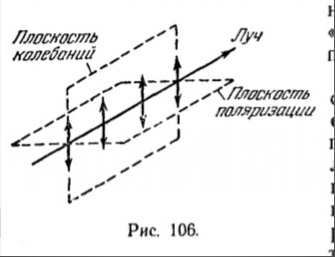 Плоскость
колебаний
Луч
Плоскость
поляризации
Рис. 106.